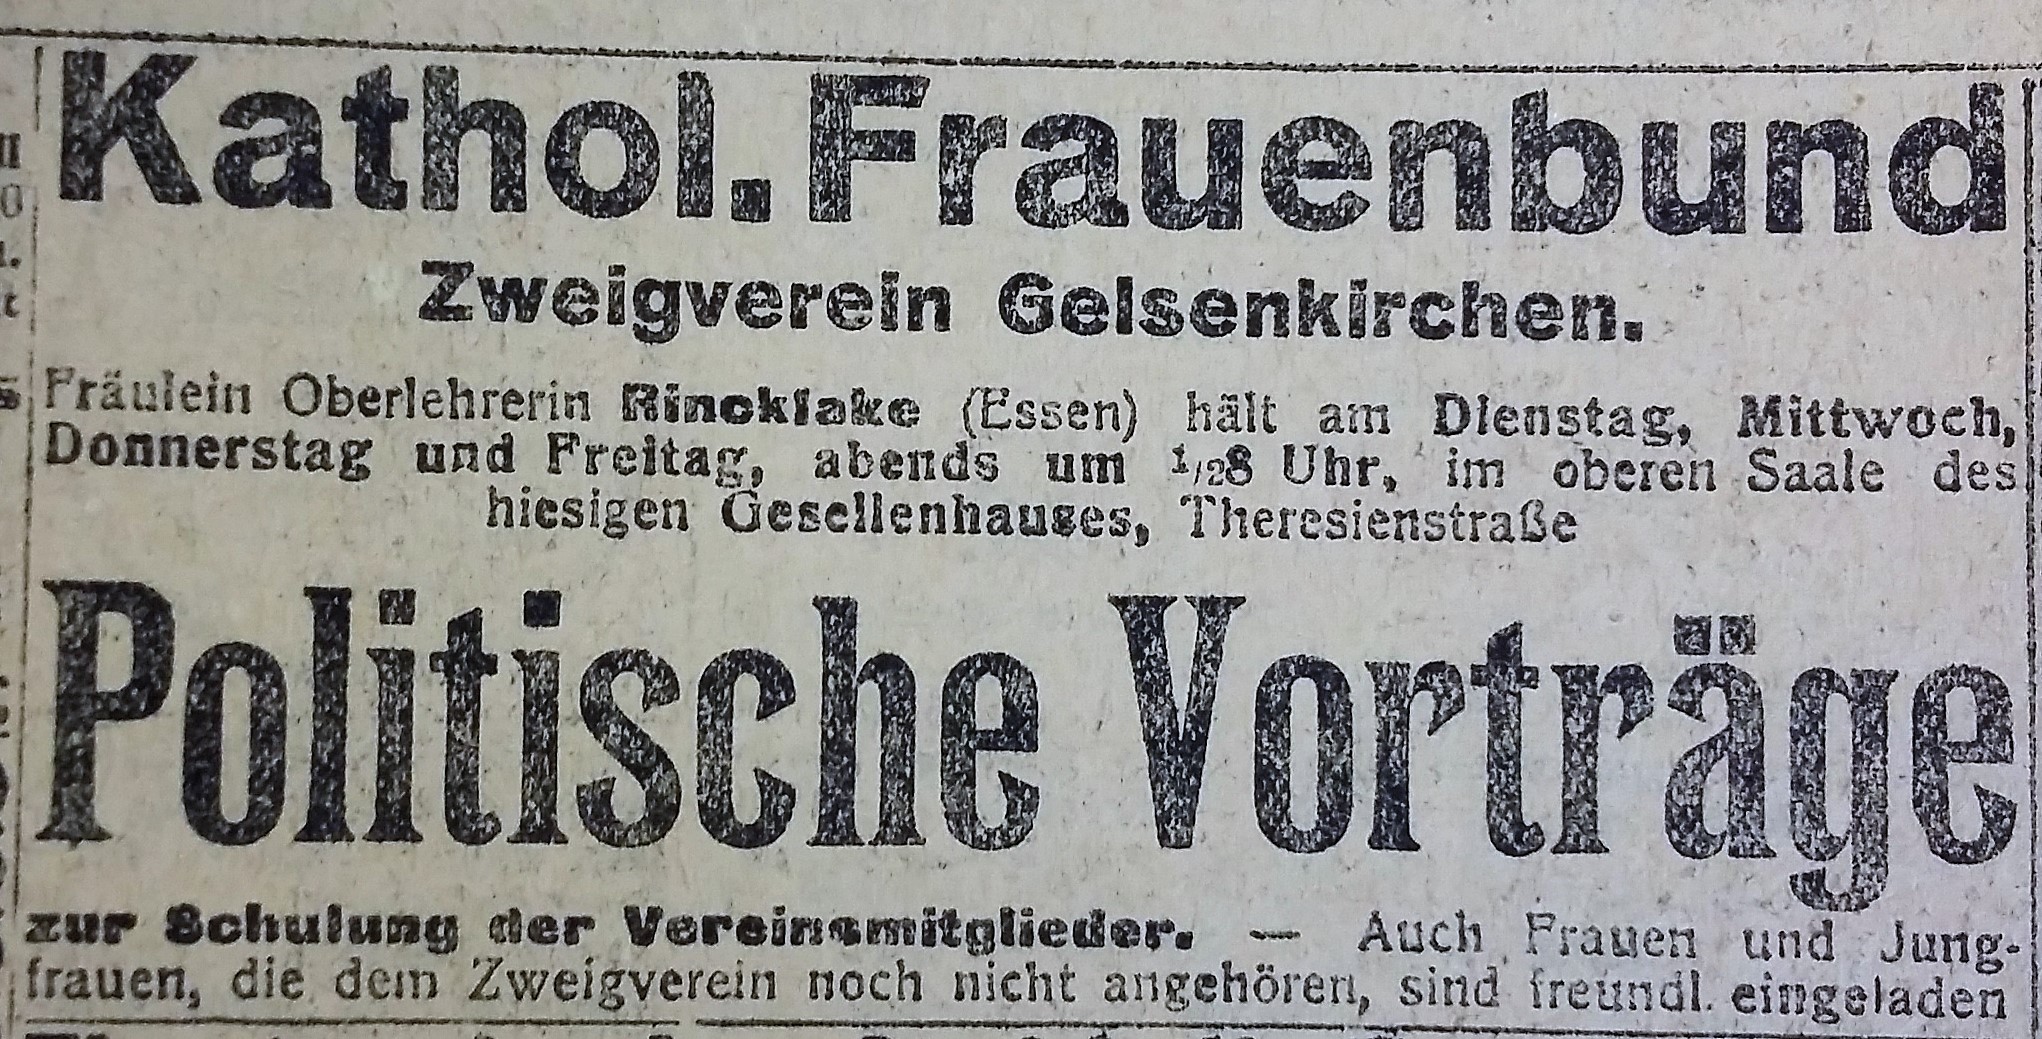 Kathol. Frauenbund
Zweigverein Gelsenkirchen.
Fräulein Oberlehrerin Rincklake (Essen) hält am Dienstag, Mittwoch,
Donnerstag und Freitag, abends um 1/28 Uhr, im oberen Saale des
hiesigen Gesellenhauses, Theresienstraße
Politische Vorträge
zur Schulung der Vereinsmitglieder. — Auch Frauen und Jung-
frauen, die dem Zweigverein noch nicht angehören, sind freundl. eingeladen